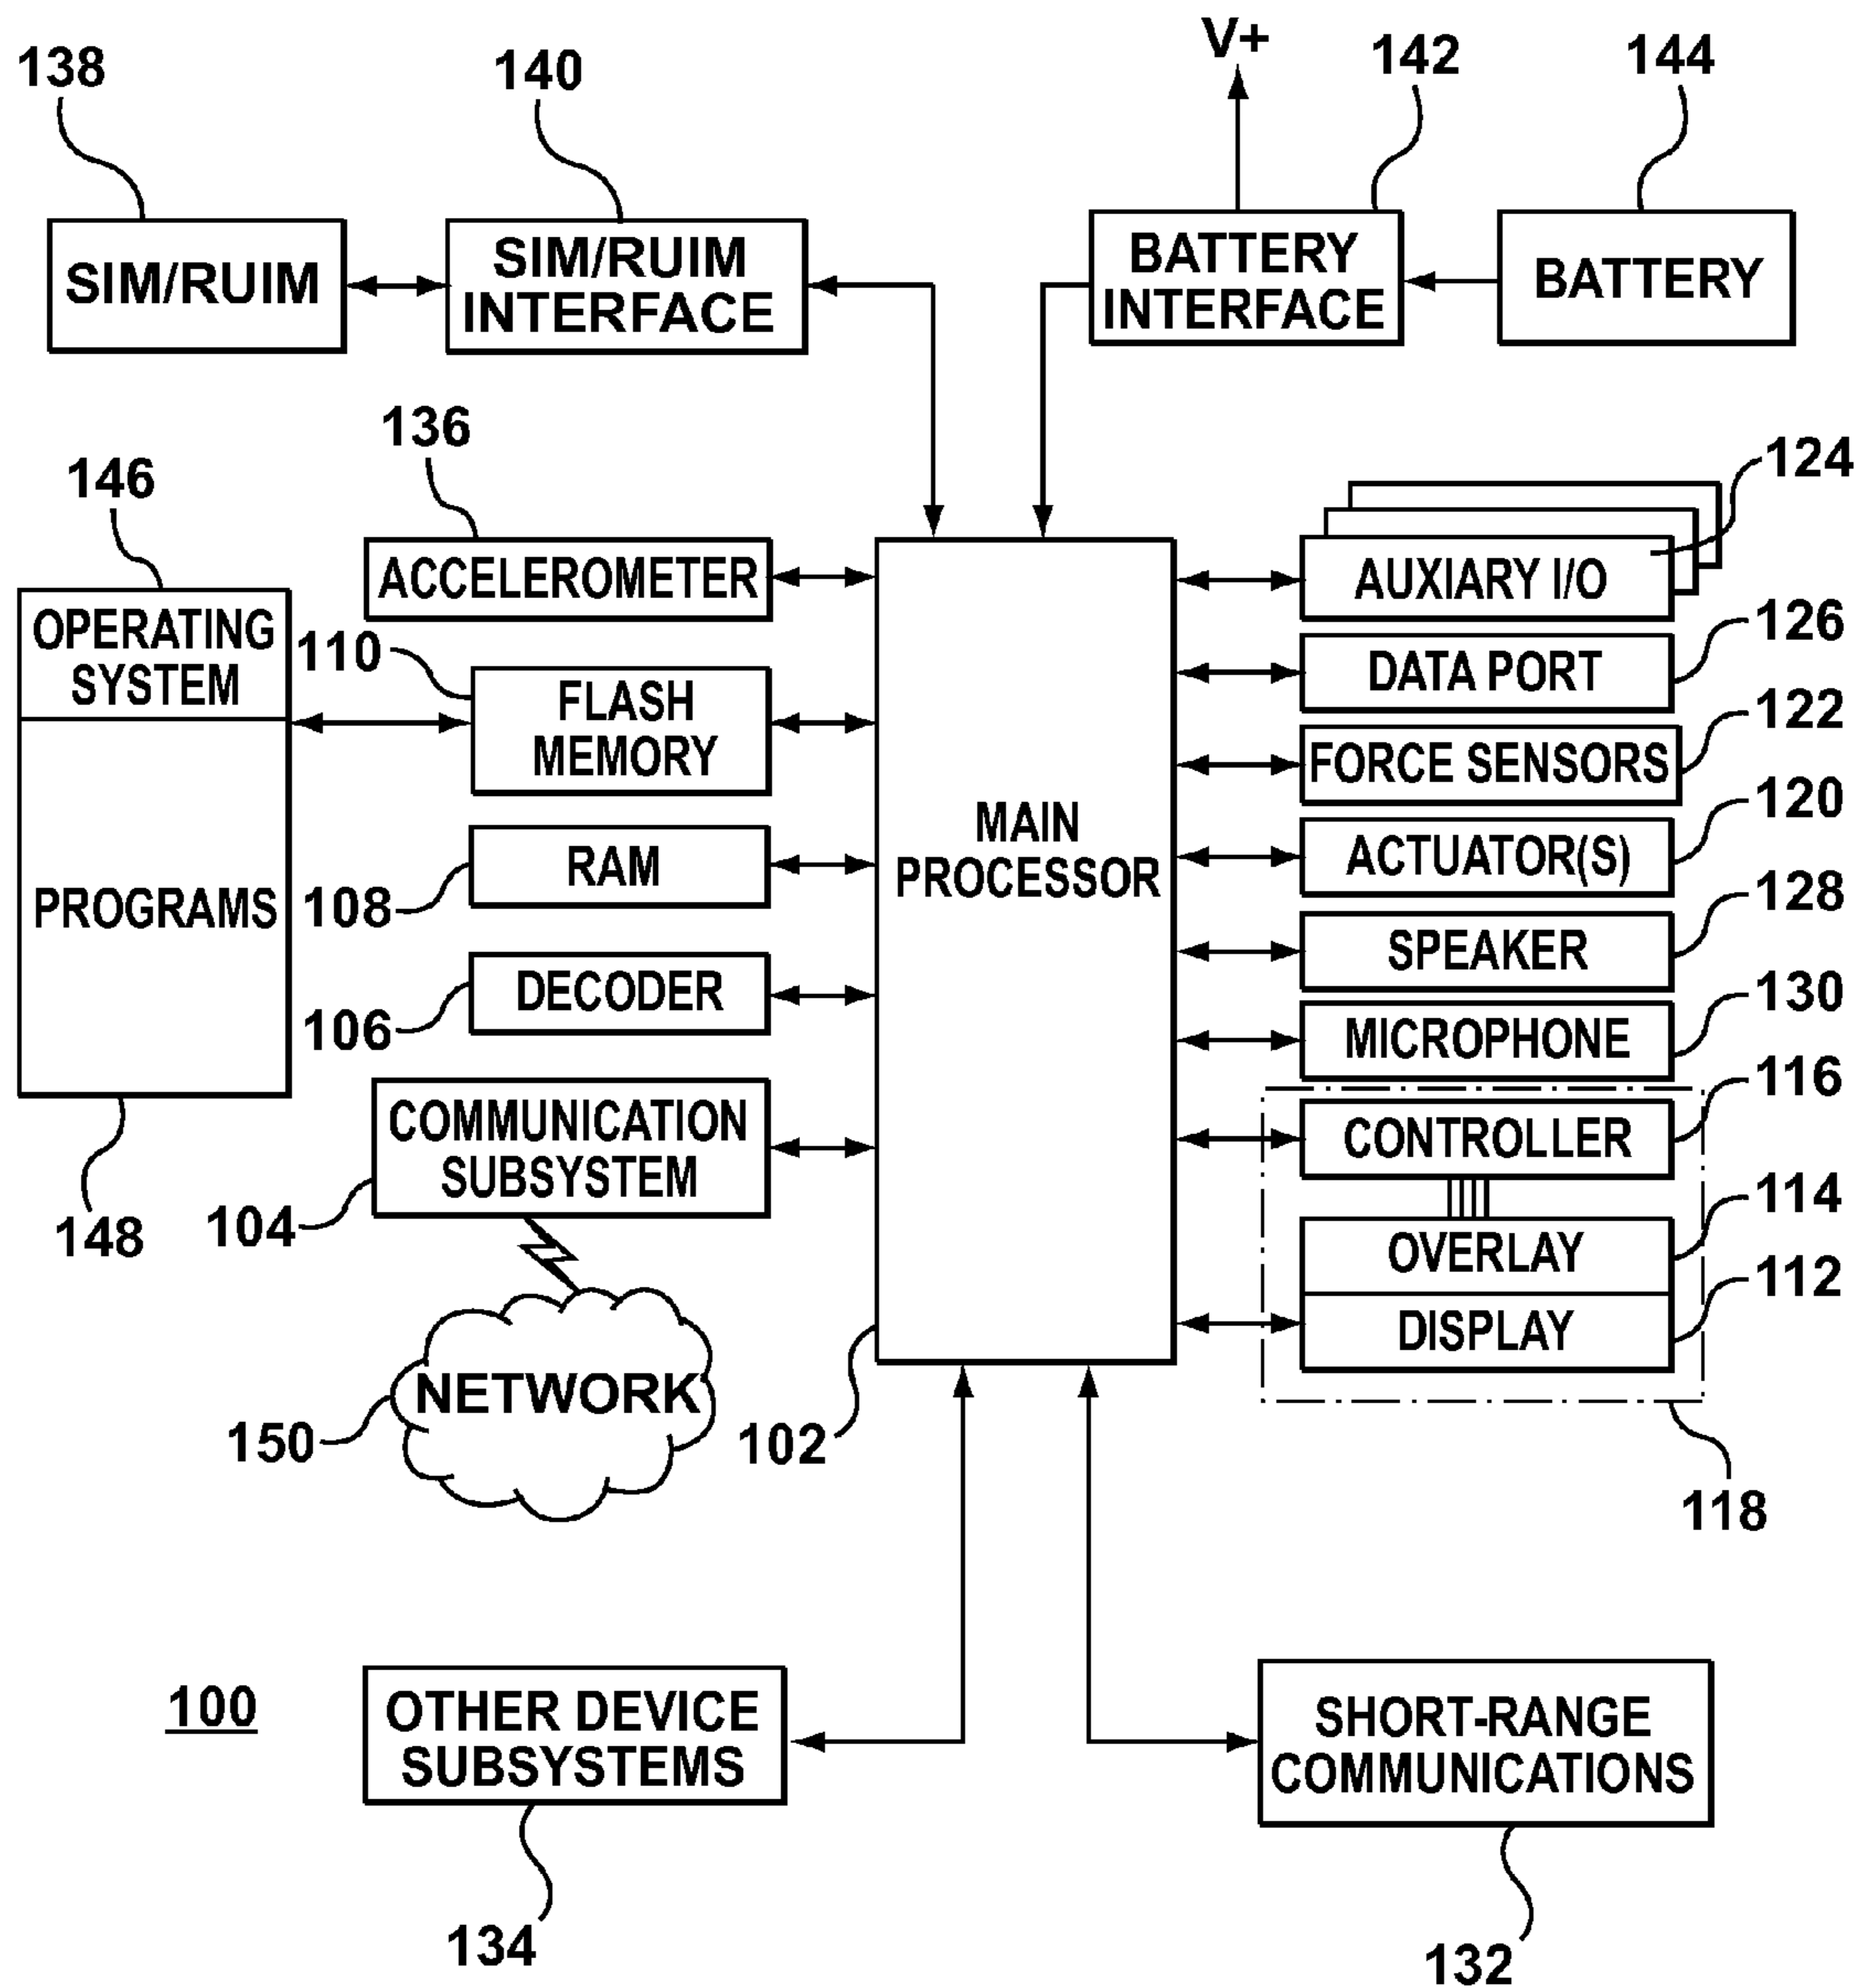 V+
138
140
142
144
SIM/RUIM
SIM/RUIM
INTERFACE
BATTERY
INTERFACE
BATTERY
136
124
146
ACCELEROMETER
AUXIARY I/O
OPERATING
SYSTEM
110
FLASH
MEMORY
DATA PORT
126
122
FORCE SENSORS
MAIN
PROCESSOR
120
ACTUATOR(S)
RAM
108
PROGRAMS
128
SPEAKER
DECODER
106
130
MICROPHONE
116
CONTROLLER
COMMUNICATION
SUBSYSTEM
104
148
114
OVERLAY
112
DISPLAY
NETWORK
150
102
118
100
OTHER DEVICE
SUBSYSTEMS
SHORT-RANGE
COMMUNICATIONS
134
132